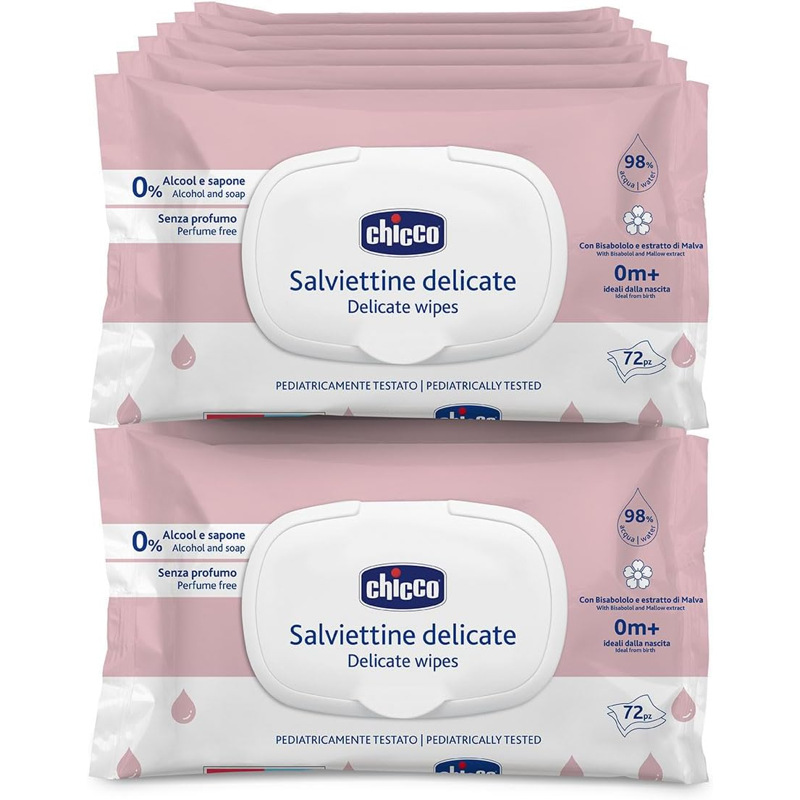 0% Alcool e sapone
Alcohol and soap
Senza profumo
Perfume free
chicco
Salviettine delicate
Delicate wipes
98%
acqua | water
Con Bisabololo e estratto di Malva
With Bisabolol and Mallow extract
0m+
ideali dalla nascita
Ideal from birth
72pz
PEDIATRICAMENTE TESTATO | PEDIATRICALLY TESTED
chicco
0% Alcool e sapone
Alcohol and soap
Senza profumo
Perfume free
chicco
Salviettine delicate
Delicate wipes
98%
acqua | water
Con Bisabololo e estratto di Malva
With Bisabolol and Mallow extract
0m+
ideali dalla nascita
Ideal from birth
72pz
PEDIATRICAMENTE TESTATO | PEDIATRICALLY TESTED
chicco